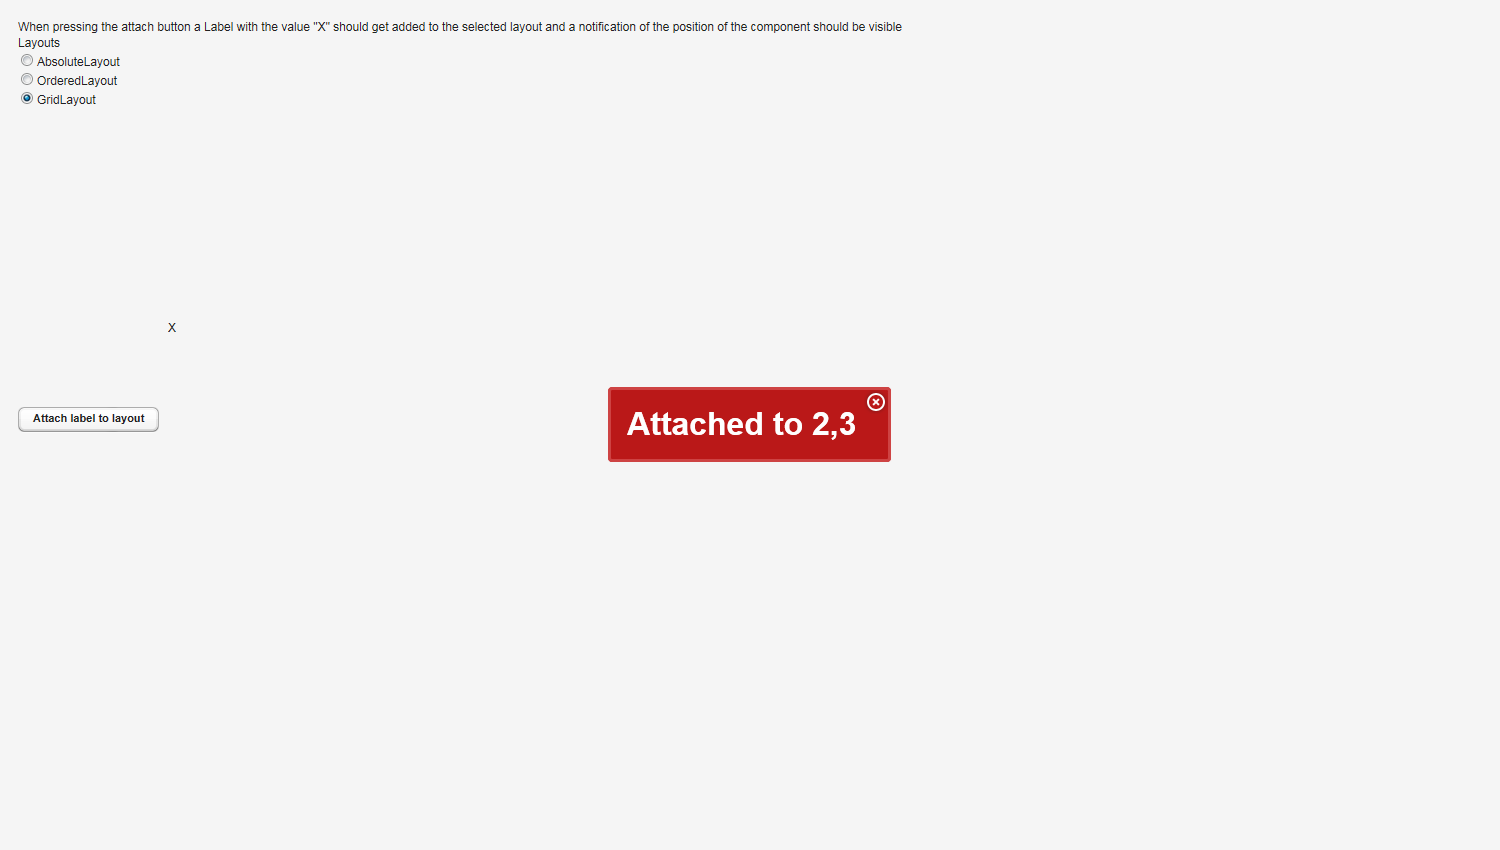 When pressing the attach button a Label with the value "X" should get added to the selected layout and a notification of the position of the component should be visible
Layouts
AbsoluteLayout
OrderedLayout
GridLayout
X
Attach label to layout
Attached to 2,3